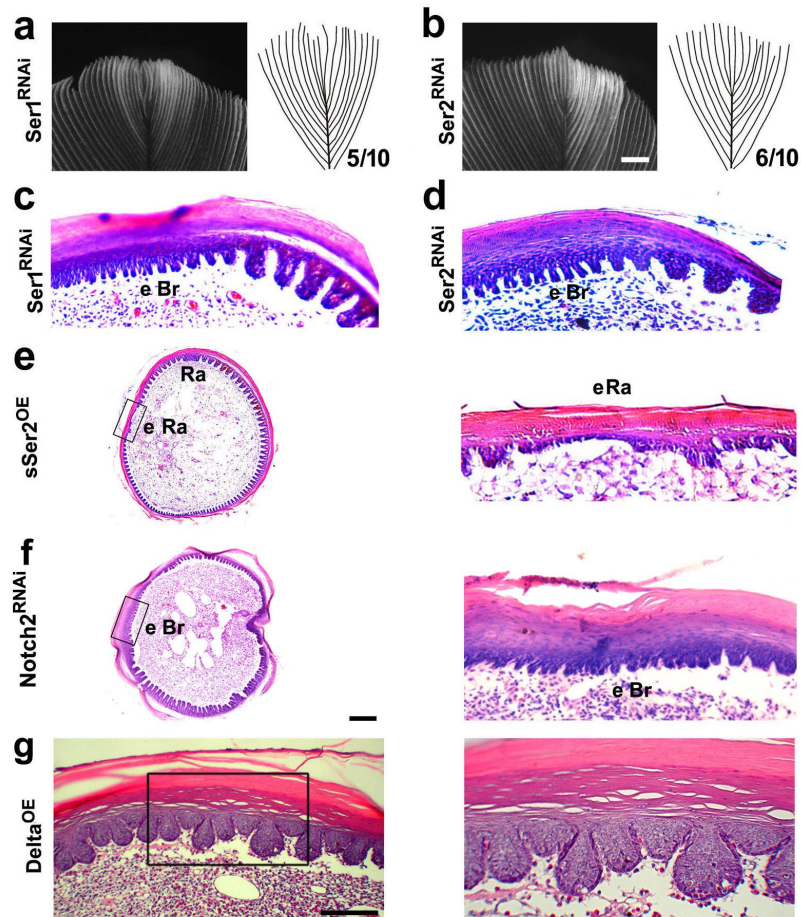 a
Ser1RNAi
5/10
b
Ser2RNAi
6/10
c
Ser1RNAi
e Br
d
Ser2RNAi
e Br
e
sSer2OE
Ra
e Ra
eRa
f
Notch2RNAi
e Br
e Br
g
DeltaOE